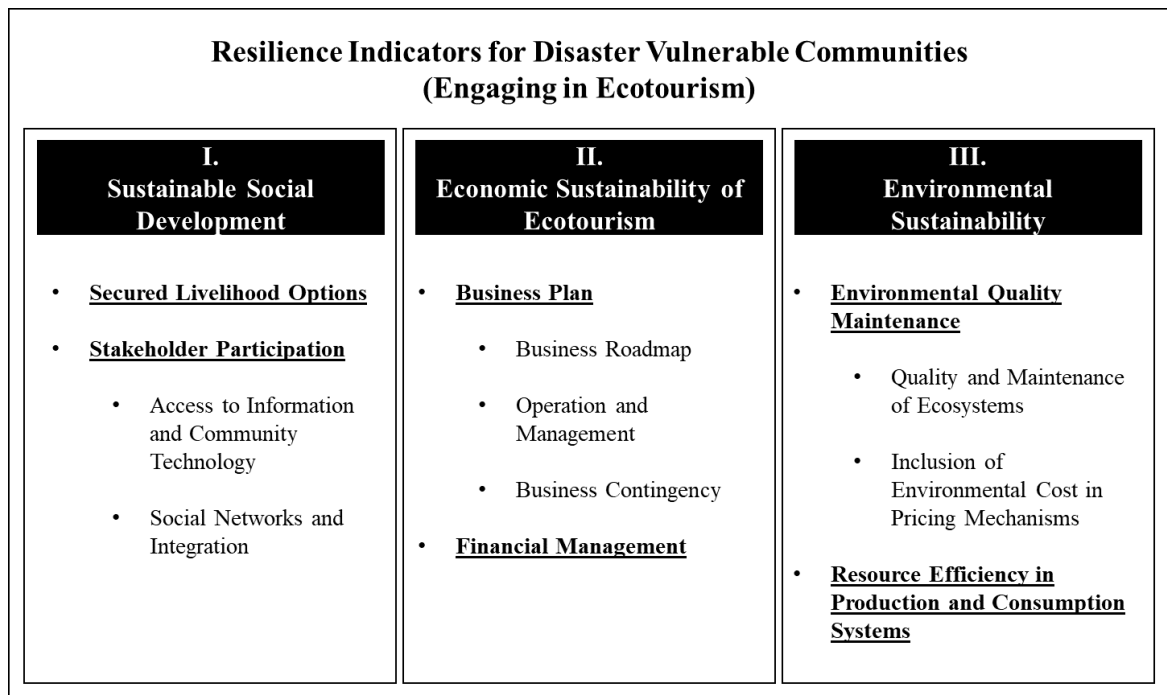 Resilience Indicators for Disaster Vulnerable Communities
(Engaging in Ecotourism)
I.
Sustainable Social
Development
• Secured Livelihood Options
• Stakeholder Participation
• Access to Information
and Community
Technology
• Social Networks and
Integration
II.
Economic Sustainability of
Ecotourism
• Business Plan
• Business Roadmap
• Operation and
Management
• Business Contingency
• Financial Management
III.
Environmental
Sustainability
• Environmental Quality
Maintenance
• Quality and Maintenance
of Ecosystems
• Inclusion of
Environmental Cost in
Pricing Mechanisms
• Resource Efficiency in
Production and Consumption
Systems